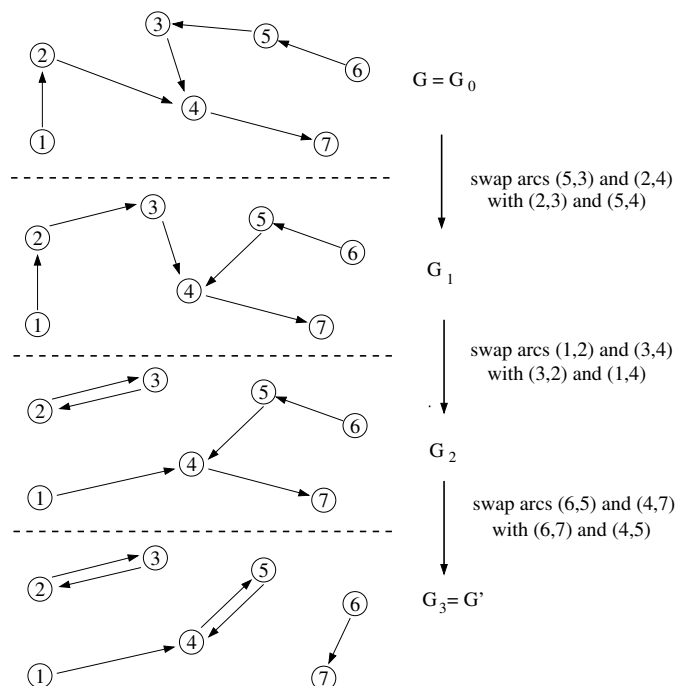 3
5
2
6
G = G 0
4
1
7
swap arcs (5,3) and (2,4)
with (2,3) and (5,4)
3
5
2
6
G 1
4
1
7
swap arcs (1,2) and (3,4)
with (3,2) and (1,4)
3
5
2
6
G 2
4
1
7
swap arcs (6,5) and (4,7)
with (6,7) and (4,5)
3
5
2
6
G 3 = G'
4
1
7